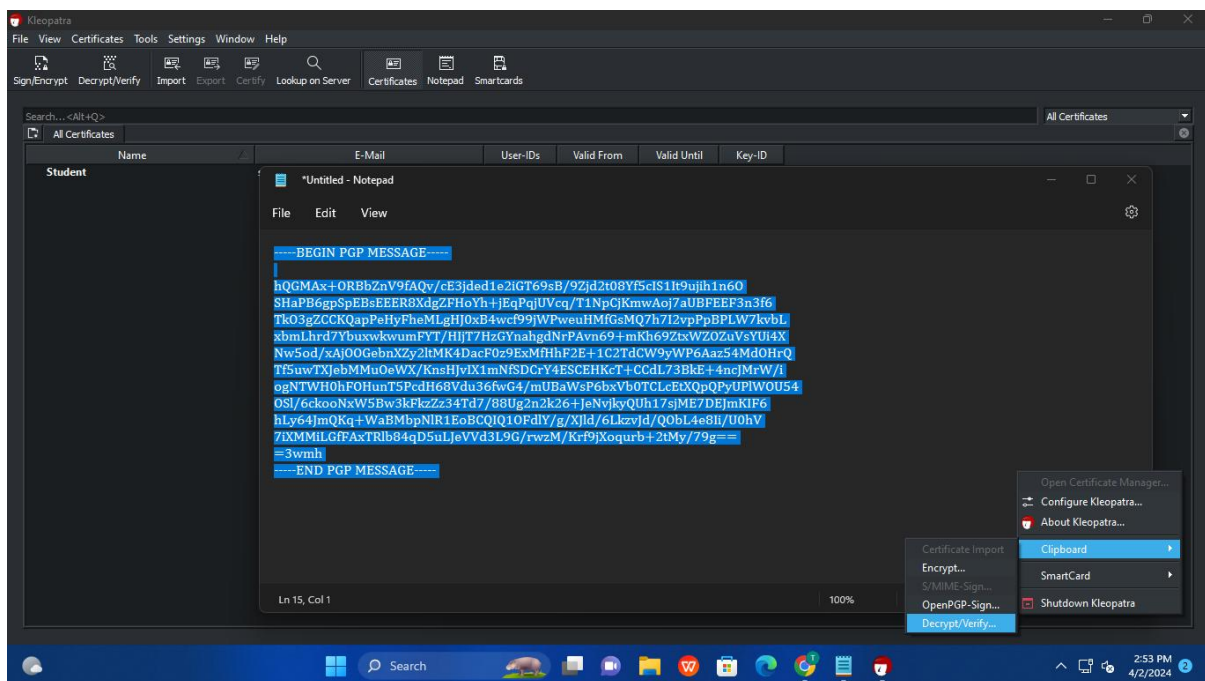 Kleopatra
File View Certificates Tools Settings Window Help
Sign/Encrypt Decrypt/Verify Import Export Certify Lookup on Server Certificates Notepad Smartcards
Search...<Alt+Q> All Certificates
All Certificates
Name E-Mail User-IDs Valid From Valid Until Key-ID
Student
*Untitled - Notepad
File Edit View
-----BEGIN PGP MESSAGE-----
hQGMAx+ORBbZnV9fAQv/cE3jded1e2iGT69sB/9Zjd2t08Yf5cIS1It9ujih1n6O
SHaPB6gpSpEBsEEER8XdgZFHoYh+jEqPqjUVcq/T1NpCjKmwAoj7aUBFEEF3n3f6
TkO3gZCCKQapPeHyFheMLgHJ0xB4wcf99jWPweuHMfGsMQ7h7I2vpPpBPLW7kvbL
xbmLhrd7YbuxwkwumFYT/HIjT7HzGYnahgdNrPAvn69+mKh69ZtxWZOZuVsYUi4X
Nw5od/xAjOOGebnXZy2ltMK4DacF0z9ExMfHhF2E+1C2TdCW9yWP6Aaz54MdOHrQ
Tf5uwTXJebMMuOeWX/KnsHJvIX1mNfSDCrY4ESCEHKcT+CCdL73BkE+4ncJMrW/i
ogNTWH0hFOHunT5PcdH68Vdu36fwG4/mUBaWsP6bxVb0TCLcEtXQpQPyUPlWOU54
OSl/6ckooNxW5Bw3kFkzZz34Td7/88Ug2n2k26+JeNvjkyQUh17sjME7DEJmKIF6
hLy64JmQKq+WaBMbpNlR1EoBCQIQ1OFdlY/g/XJld/6LkzvJd/QObL4e8Ii/U0hV
7iXMMiLGfFAxTRlb84qD5uLJeVVd3L9G/rwzM/Krf9jXoqurb+2tMy/79g==
=3wmh
-----END PGP MESSAGE-----
Open Certificate Manager...
Configure Kleopatra...
About Kleopatra...
Clipboard
SmartCard
Shutdown Kleopatra
Certificate Import
Encrypt...
S/MIME-Sign...
OpenPGP-Sign...
Decrypt/Verify...
Ln 15, Col 1 100%
Search
2:53 PM
4/2/2024
2